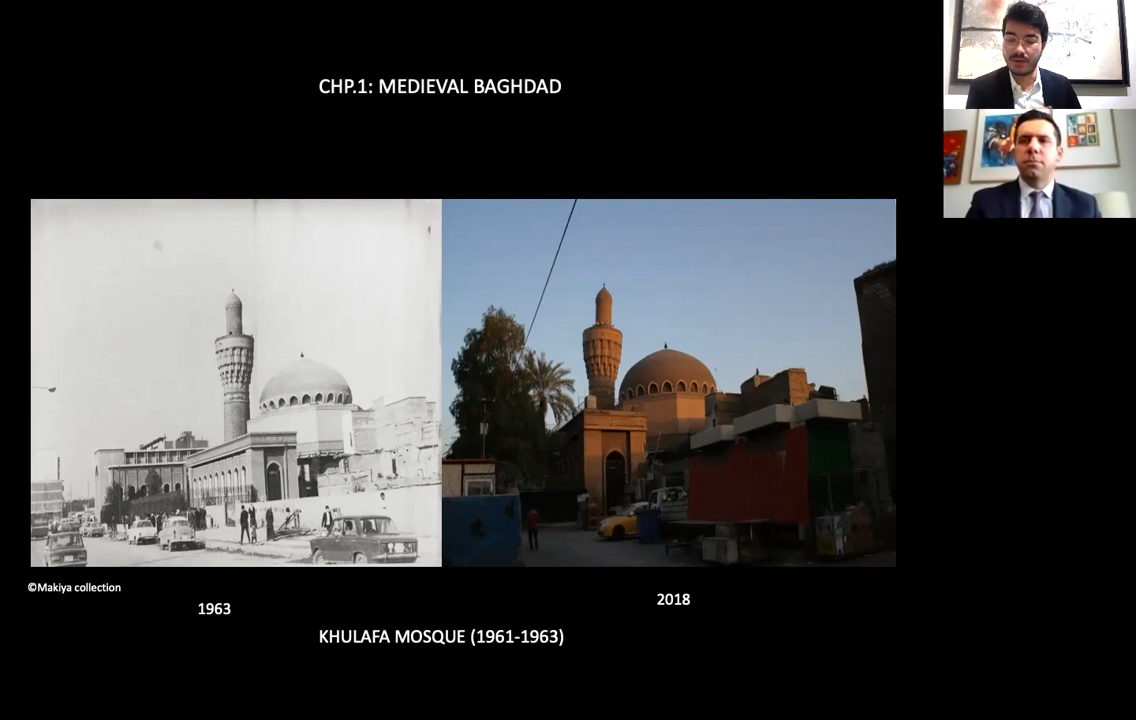 CHP.1: MEDIEVAL BAGHDAD
©Makiya collection
1963
2018
KHULAFA MOSQUE (1961-1963)